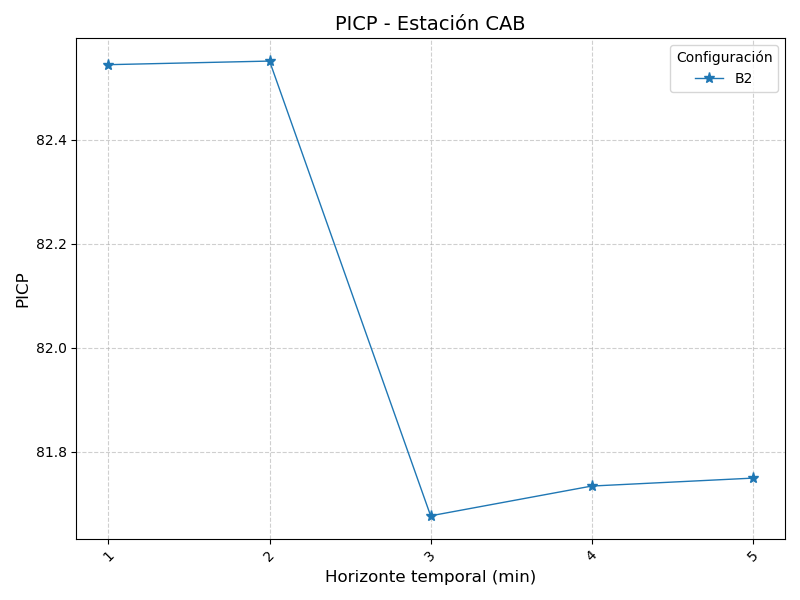 PICP - Estación CAB
Configuración
B2
PICP
82.4
82.2
82.0
81.8
1
2
3
4
5
Horizonte temporal (min)